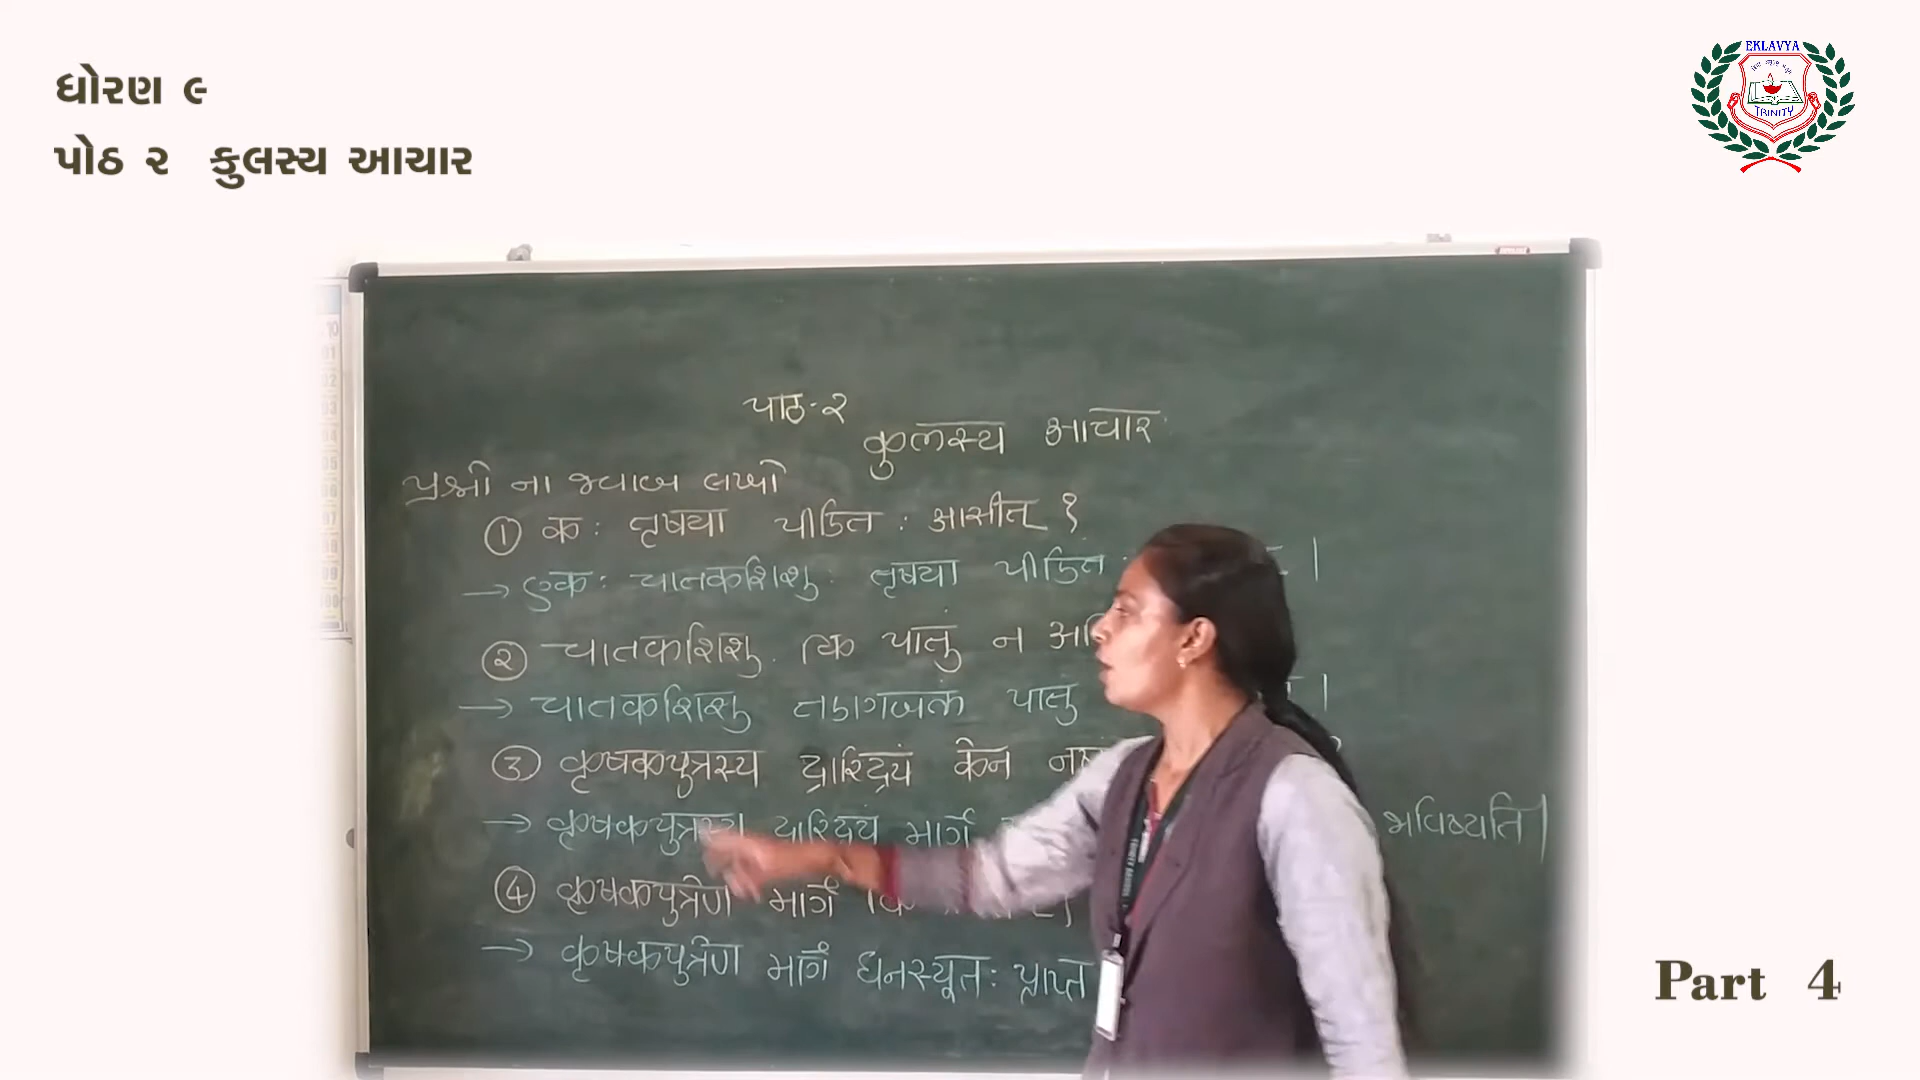 ધોરણ ૯
પોઠ ૨ કુલસ્ય આચાર
EKLAVYA
TRINITY
પાઠ-૨
कुलस्य आचारः
પ્રશ્નો ના જવાબ લખો
① कः तृषया पीडितः आसीत् ?
→ एकः चातकशिशुः तृषया पीडितः
② चातकशिशुः किं पातुं न
→ चातकशिशुः तडागजलं पातुं
③ कृषकपुत्रस्य दारिद्र्यं केन
→ कृषकपुत्रस्य दारिद्र्यं मार्गे भविष्यति।
④ कृषकपुत्रेण मार्गे
→ कृषकपुत्रेण मार्गे धनस्यूतः प्राप्त
Part 4